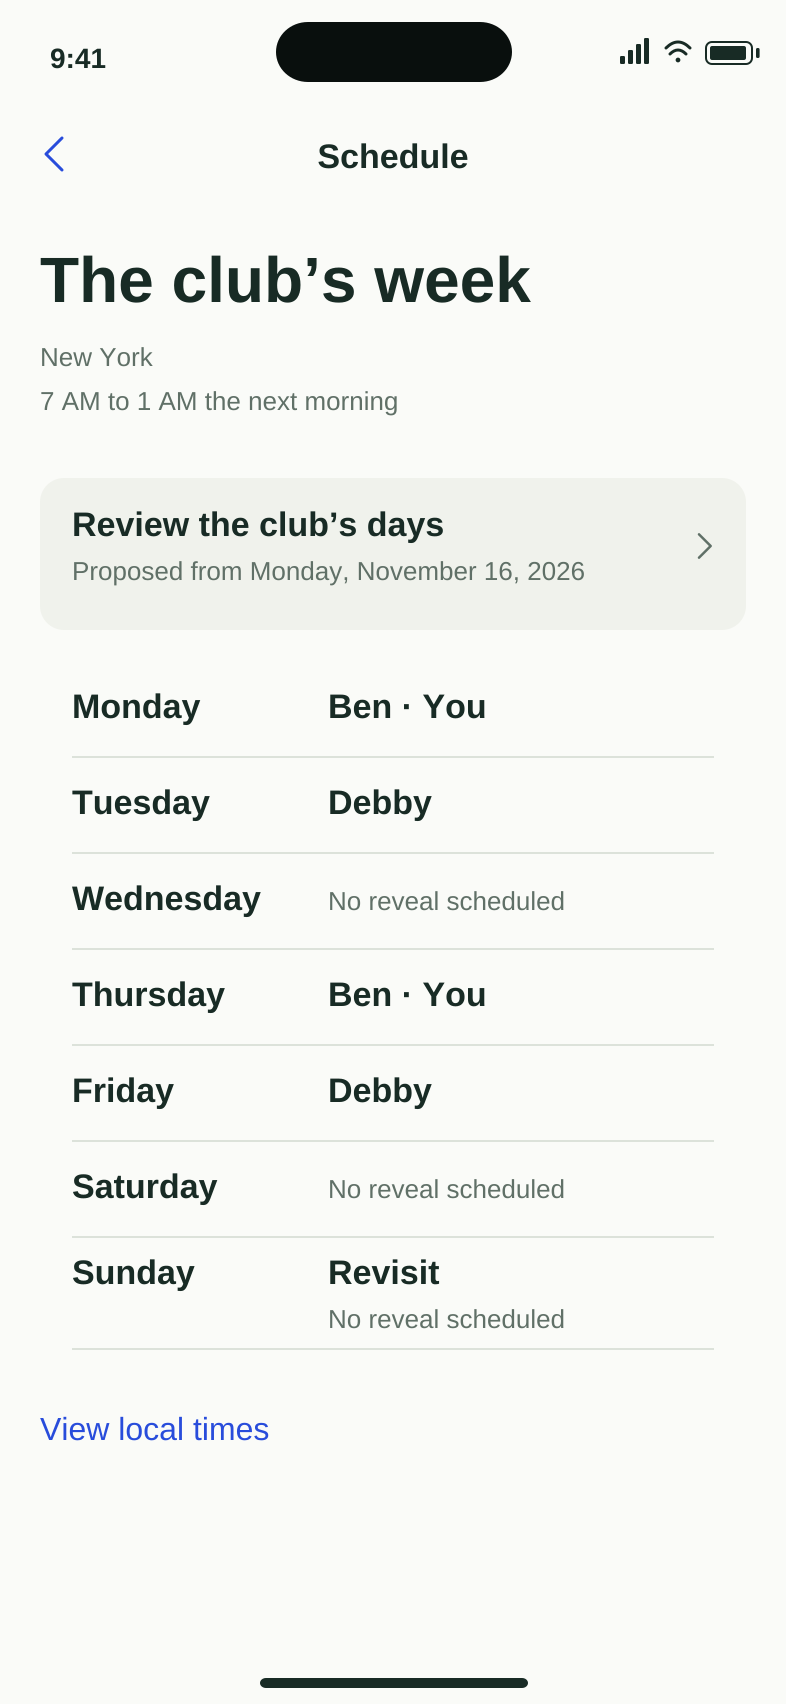 9:41
Schedule
The club’s week
New York
7 AM to 1 AM the next morning
Review the club’s days
Proposed from Monday, November 16, 2026
Monday Ben · You
Tuesday Debby
Wednesday No reveal scheduled
Thursday Ben · You
Friday Debby
Saturday No reveal scheduled
Sunday Revisit
No reveal scheduled
View local times